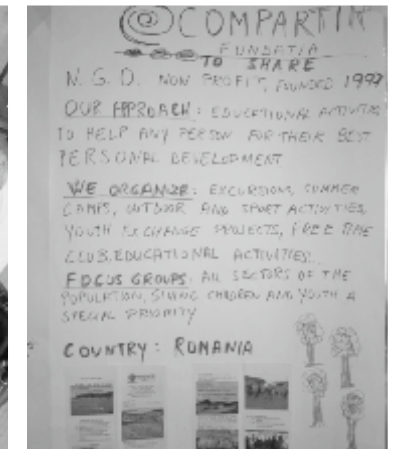 COMPARTIR
FUNDATIA
TO SHARE
N.G.O. NON PROFIT, FOUNDED 1997
OUR APPROACH: EDUCATIONAL ACTIVITIES
TO HELP ANY PERSON FOR THEIR BEST
PERSONAL DEVELOPMENT
WE ORGANIZE: EXCURSIONS, SUMMER
CAMPS, OUTDOOR AND SPORT ACTIVITIES,
YOUTH EXCHANGE PROJECTS, FREE TIME
CLUB, EDUCATIONAL ACTIVITIES...
FOCUS GROUPS: ALL SECTORS OF THE
POPULATION, GIVING CHILDREN AND YOUTH A
SPECIAL PRIORITY
COUNTRY: ROMANIA